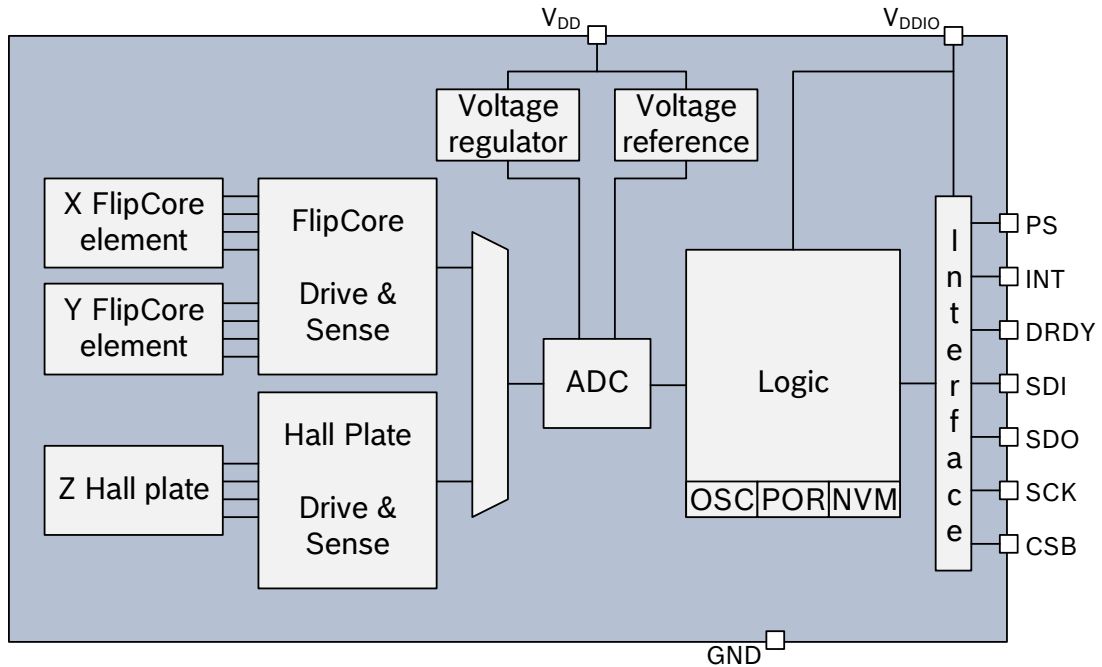 VDD
VDDIO
Voltage
regulator
Voltage
reference
X FlipCore
element
Y FlipCore
element
Z Hall plate
FlipCore
Drive &
Sense
Hall Plate
Drive &
Sense
ADC
Logic
OSC
POR
NVM
Interface
PS
INT
DRDY
SDI
SDO
SCK
CSB
GND